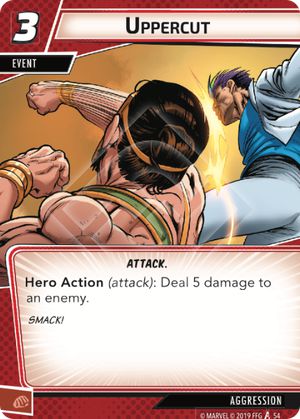 3
UPPERCUT
EVENT
ATTACK.
Hero Action (attack): Deal 5 damage to
an enemy.
SMACK!
AGGRESSION
© MARVEL © 2019 FFG 54